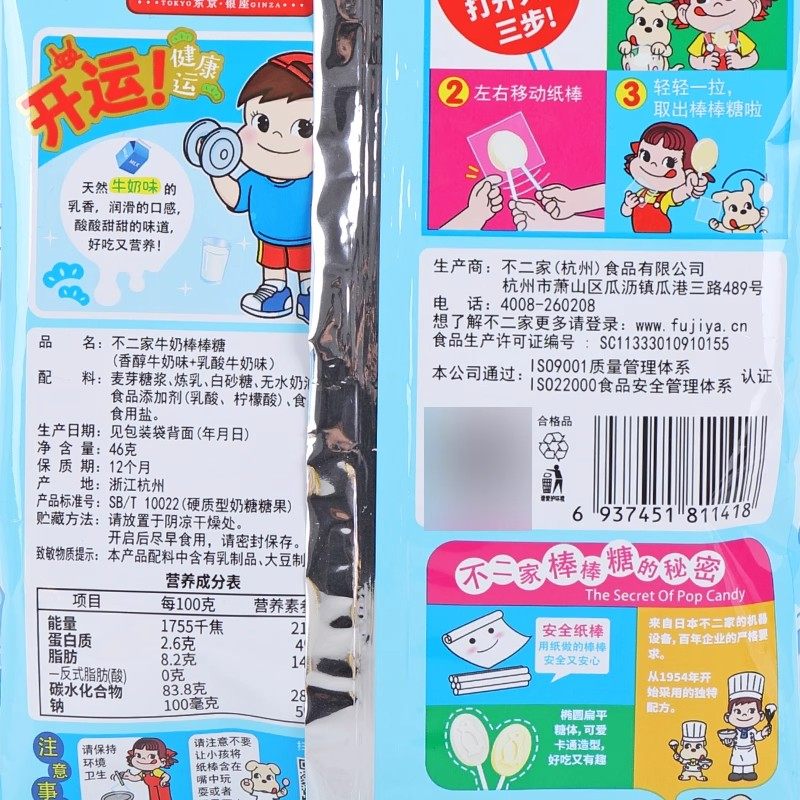 TOKYO东京·银座GINZA
开运!
健康
运
MILK
天然 牛奶味 的
乳香，润滑的口感，
酸酸甜甜的味道，
好吃又营养！
品 名：不二家牛奶棒棒糖
(香醇牛奶味+乳酸牛奶味)
配 料：麦芽糖浆、炼乳、白砂糖、无水奶
食品添加剂(乳酸、柠檬酸)、食
食用盐。
生产日期：见包装袋背面(年月日)
净 含 量：46克
保 质 期：12个月
产 地：浙江杭州
产品标准号：SB/T 10022(硬质型奶糖糖果)
贮藏方法：请放置于阴凉干燥处。
开启后尽早食用，请密封保存。
致敏物质提示：本产品配料中含有乳制品、大豆制
营养成分表
项目 每100克 营养素
能量 1755千焦 21
蛋白质 2.6克 4
脂肪 8.2克 14
—反式脂肪(酸) 0克
碳水化合物 83.8克 28
钠 100毫克 5
注意事
请保持
环境
卫生
请注意不要
让小孩将
纸棒含在
嘴中玩
耍或者
打开
三步!
2 左右移动纸棒
3 轻轻一拉，
取出棒棒糖啦
生产商：不二家(杭州)食品有限公司
杭州市萧山区瓜沥镇瓜港三路489号
电 话：4008-260208
想了解不二家更多请登录：www.fujiya.cn
食品生产许可证编号：SC11333010910155
本公司通过：ISO9001质量管理体系
ISO22000食品安全管理体系 认证
合格品
6 937451 811418
不二家棒棒糖的秘密
The Secret Of Pop Candy
安全纸棒
用纸做的棒棒
安全又安心
来自日本不二家的机器
设备，百年企业的严格要
求。
从1954年开
始采用的独特
配方。
椭圆扁平
糖体，可爱
卡通造型，
好吃又有趣